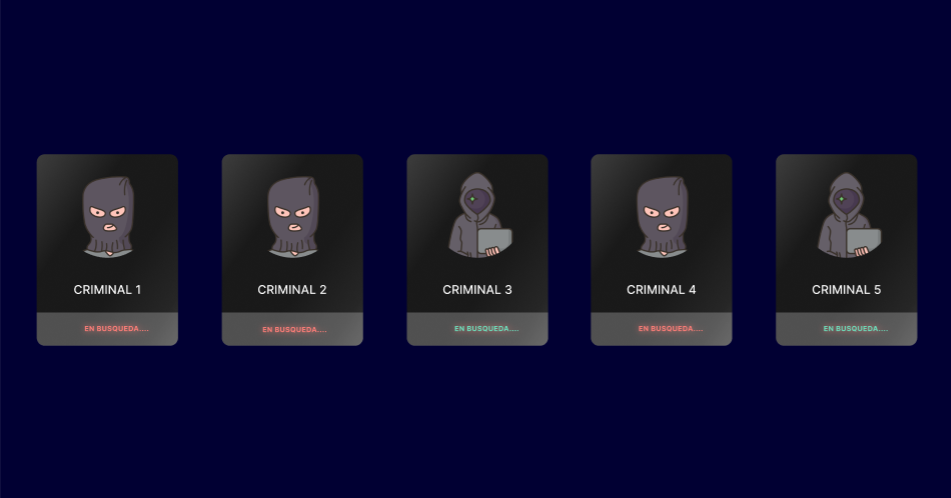 CRIMINAL 1
EN BUSQUEDA....
CRIMINAL 2
EN BUSQUEDA....
CRIMINAL 3
EN BUSQUEDA....
CRIMINAL 4
EN BUSQUEDA....
CRIMINAL 5
EN BUSQUEDA....